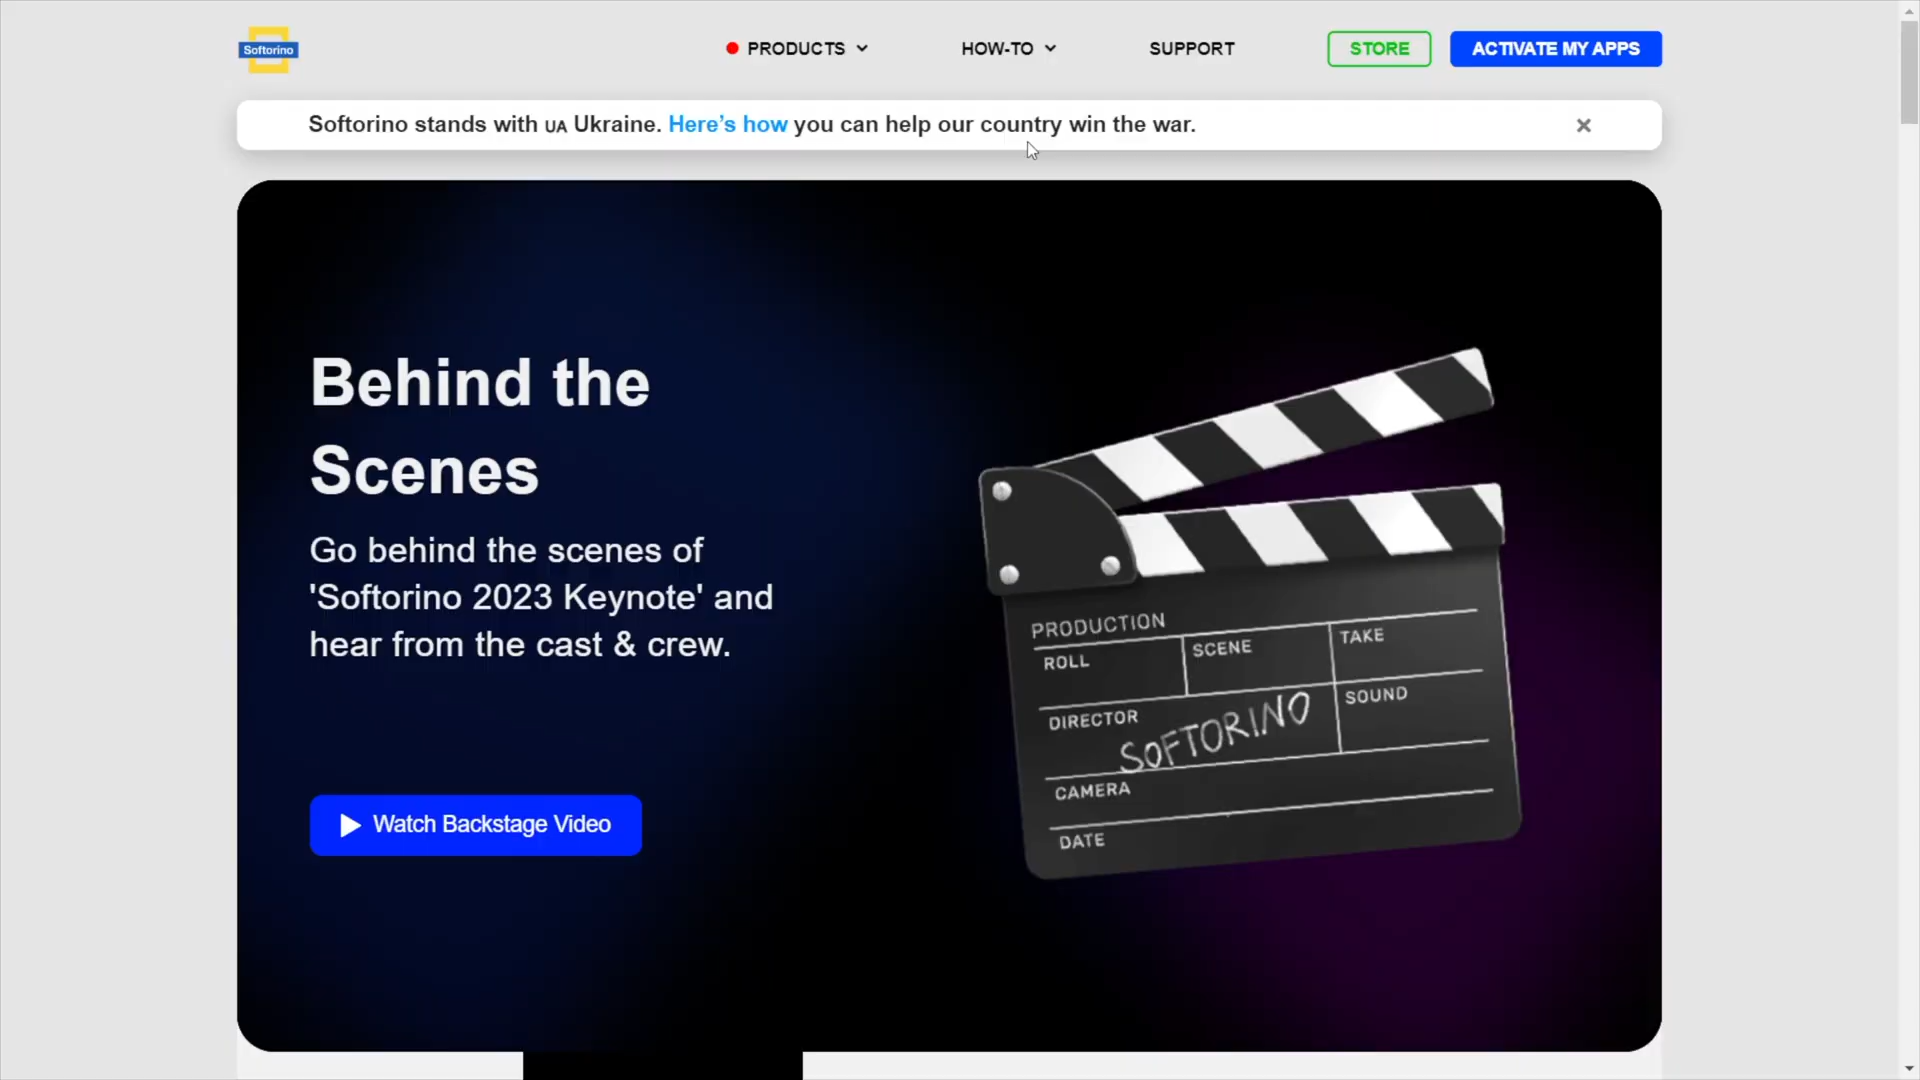 Softorino
PRODUCTS
HOW-TO
SUPPORT
STORE
ACTIVATE MY APPS
Softorino stands with UA Ukraine. Here’s how you can help our country win the war.
Behind the
Scenes
Go behind the scenes of
'Softorino 2023 Keynote' and
hear from the cast & crew.
Watch Backstage Video
PRODUCTION
ROLL
SCENE
TAKE
DIRECTOR
SOFTORINO
SOUND
CAMERA
DATE